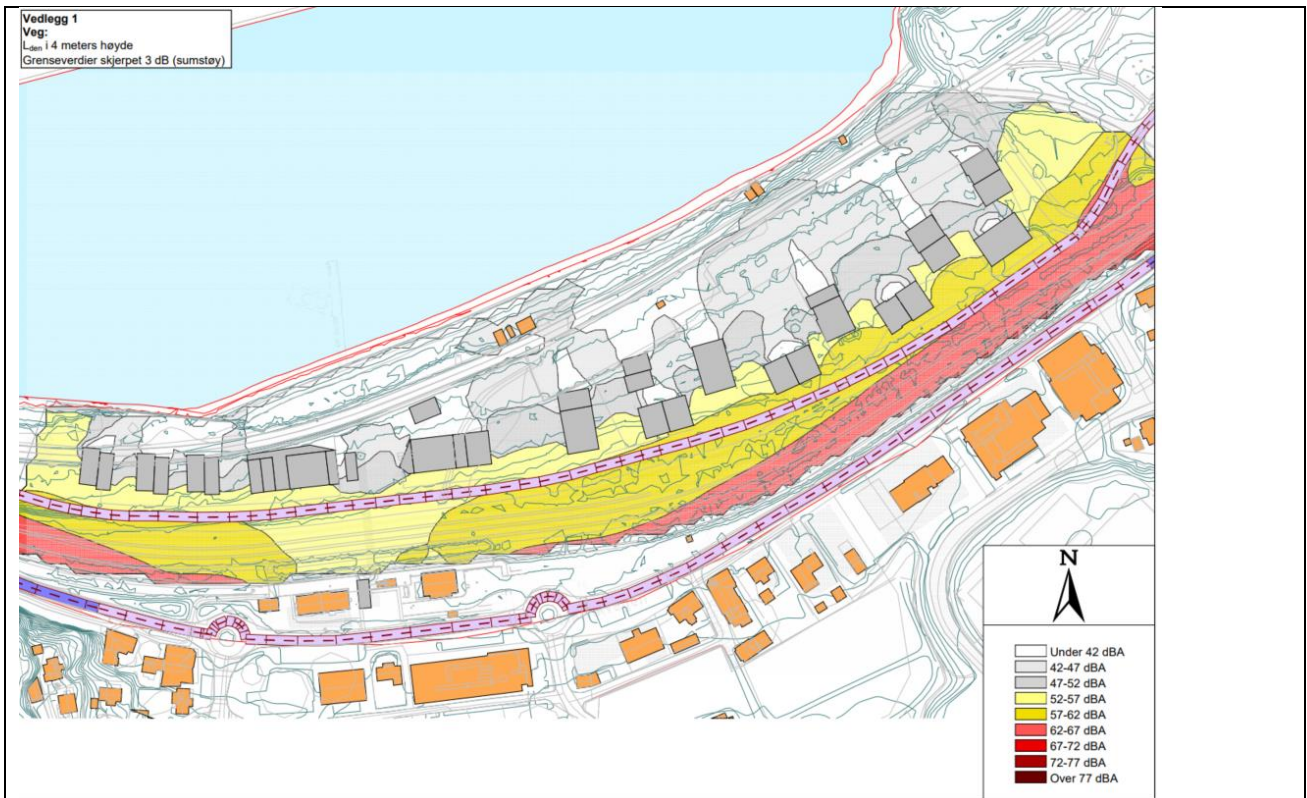 Vedlegg 1
Veg:
Lden i 4 meters høyde
Grenseverdier skjerpet 3 dB (sumstøy)
N
Under 42 dBA
42-47 dBA
47-52 dBA
52-57 dBA
57-62 dBA
62-67 dBA
67-72 dBA
72-77 dBA
Over 77 dBA